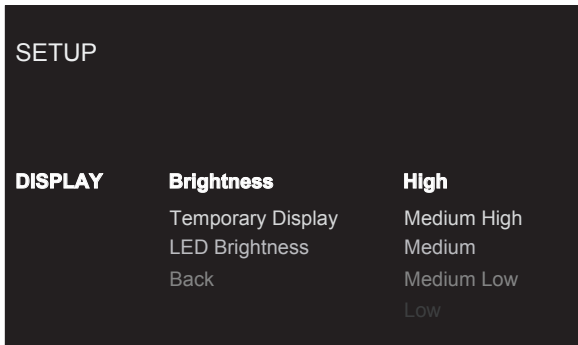 SETUP
DISPLAY Brightness High
Temporary Display Medium High
LED Brightness Medium
Back Medium Low
Low